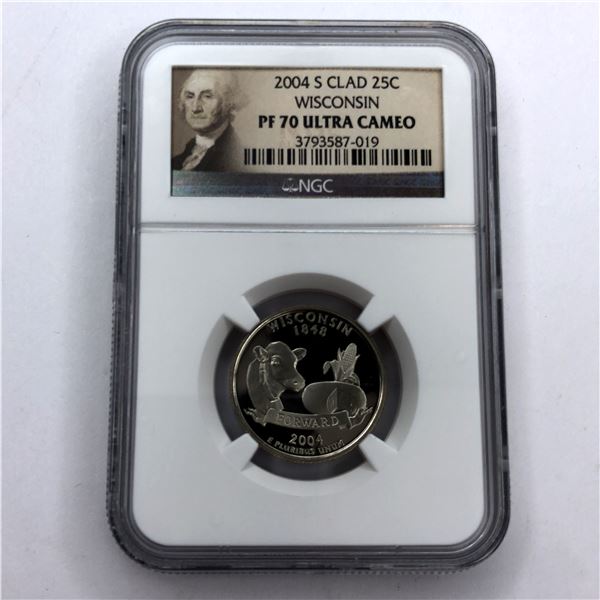 2004 S CLAD 25C
WISCONSIN
PF 70 ULTRA CAMEO
3793587-019
NGC
WISCONSIN
1848
FORWARD
2004
E PLURIBUS UNUM